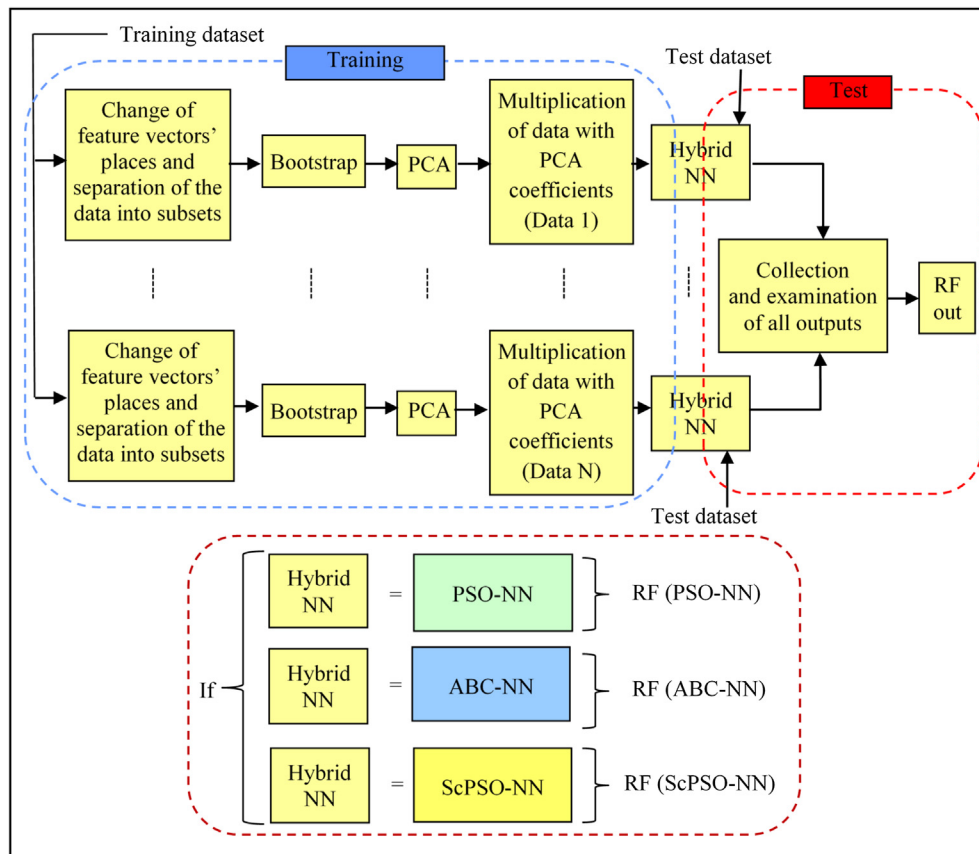 Training dataset
Training
Test dataset
Test
Change of
feature vectors'
places and
separation of the
data into subsets
Bootstrap
PCA
Multiplication
of data with
PCA
coefficients
(Data 1)
Hybrid
NN
Collection
and examination
of all outputs
RF
out
Change of
feature vectors'
places and
separation of the
data into subsets
Bootstrap
PCA
Multiplication
of data with
PCA
coefficients
(Data N)
Hybrid
NN
Test dataset
If
Hybrid
NN
=
PSO-NN
RF (PSO-NN)
Hybrid
NN
=
ABC-NN
RF (ABC-NN)
Hybrid
NN
=
ScPSO-NN
RF (ScPSO-NN)